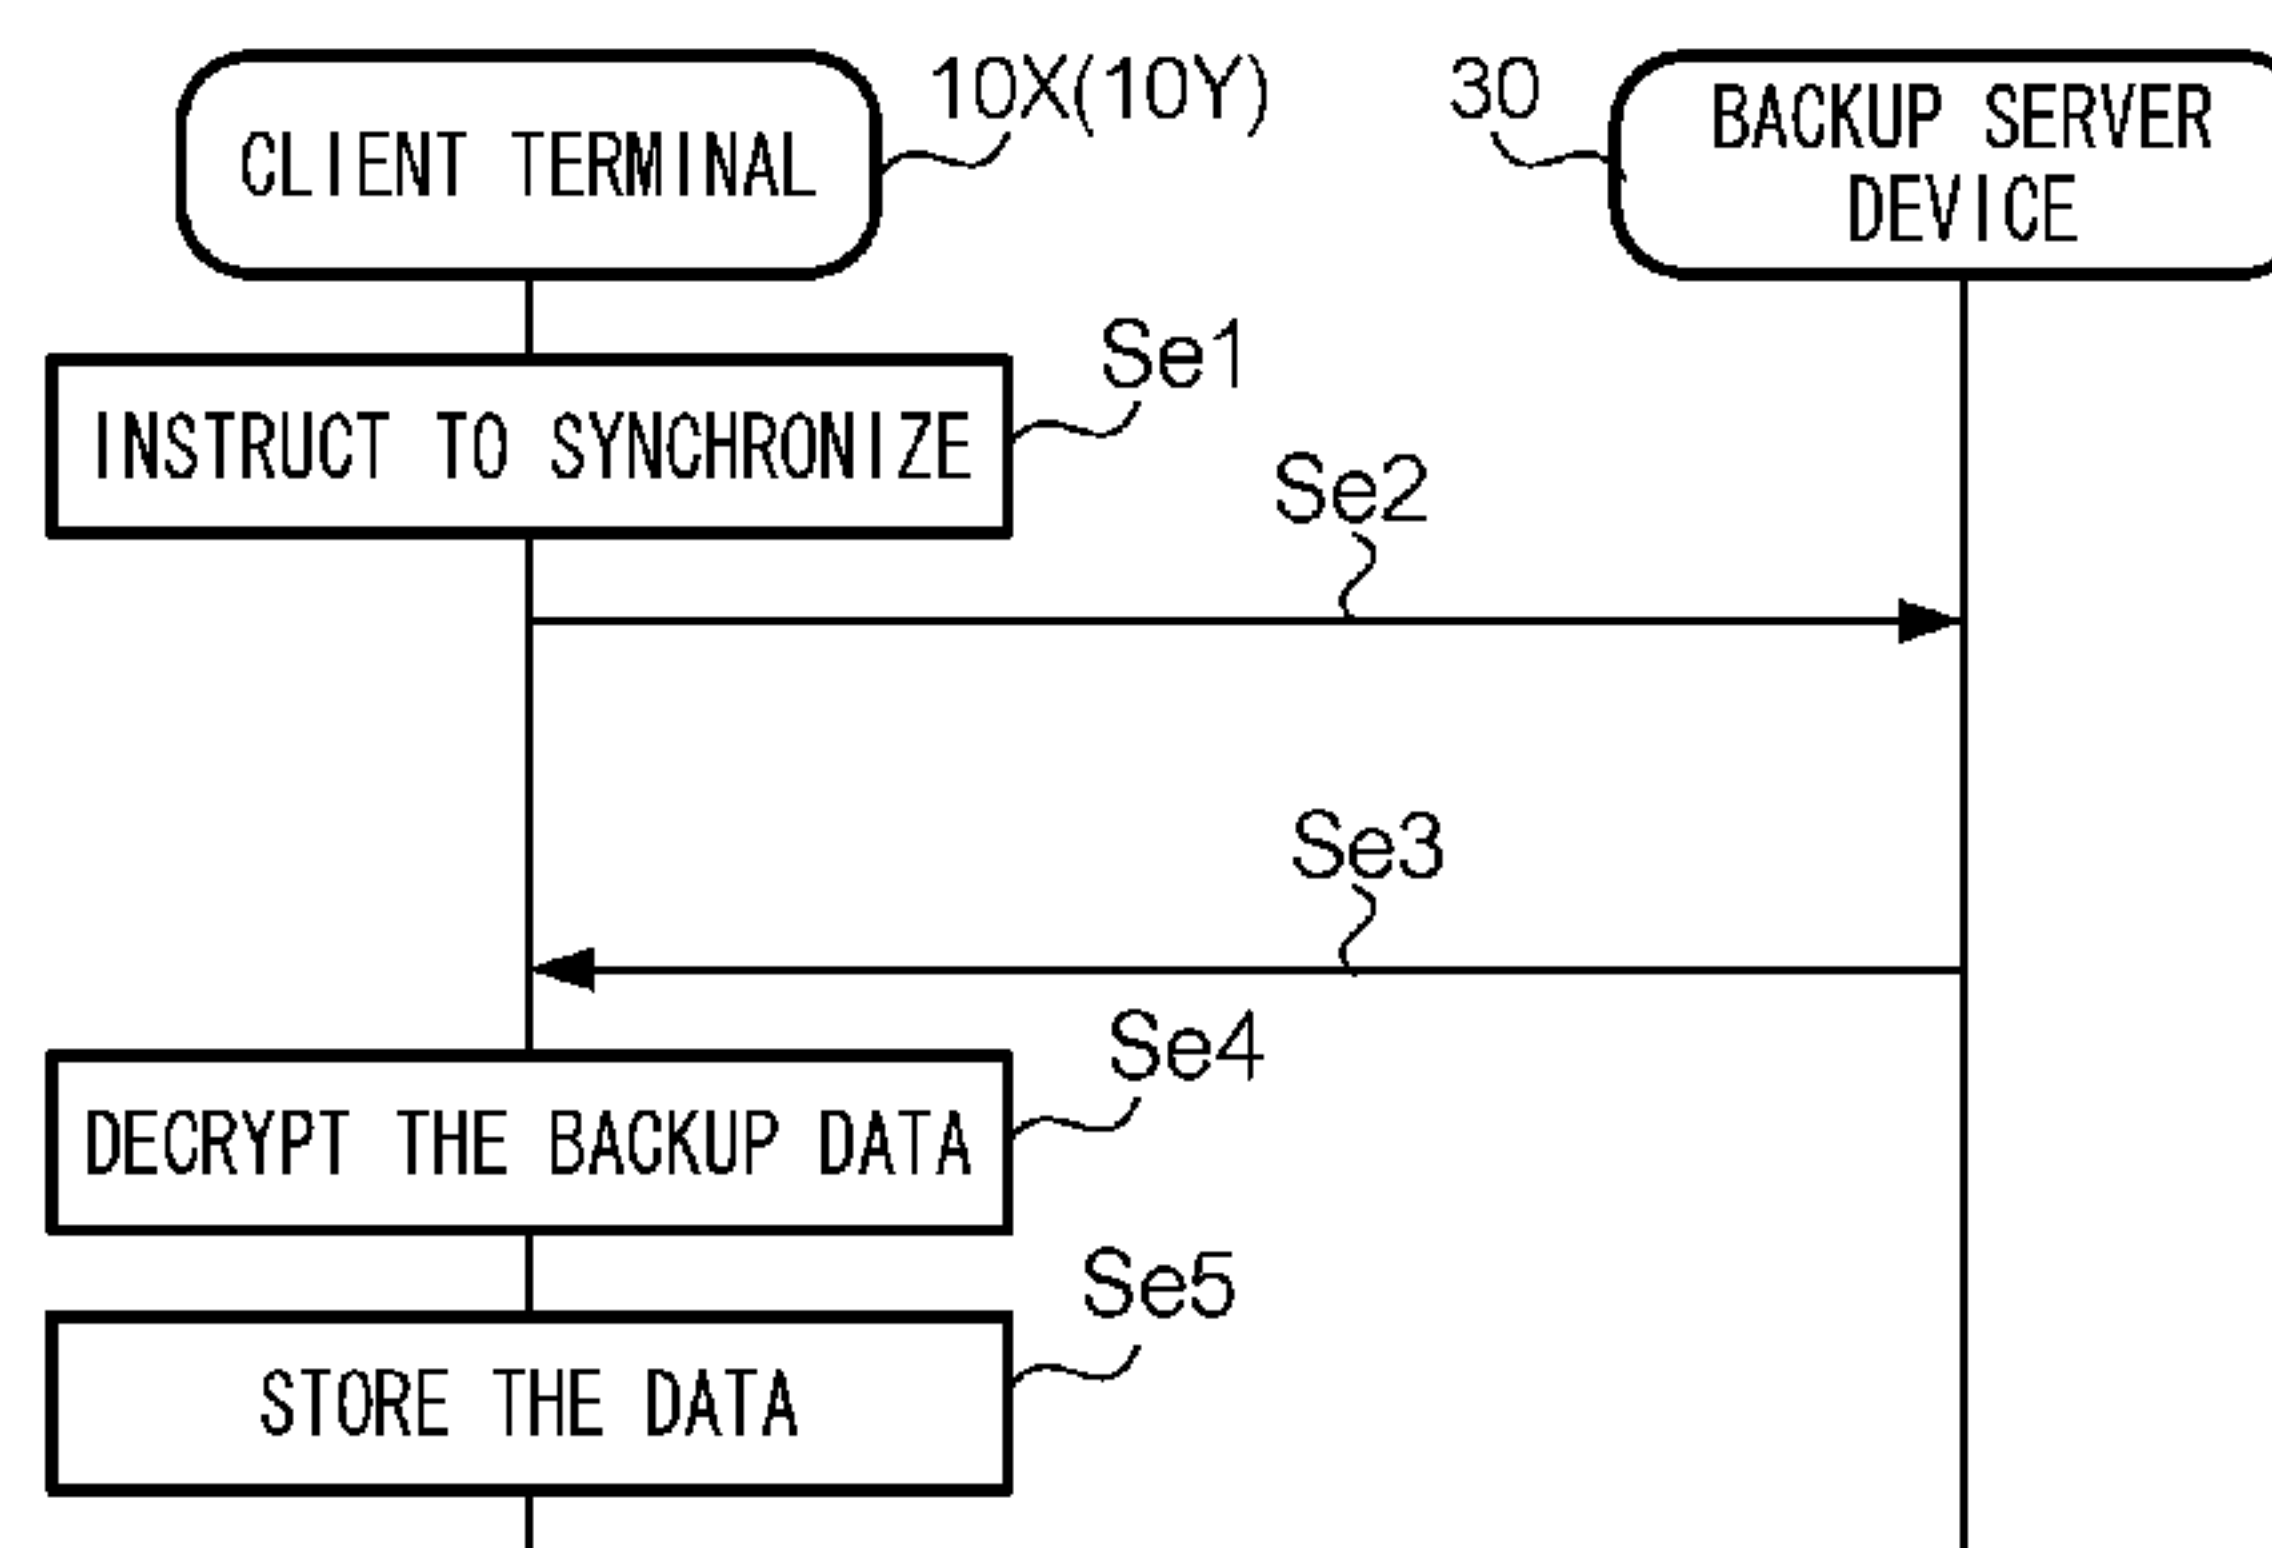 CLIENT TERMINAL
10X(10Y)
30
BACKUP SERVER
DEVICE
Se1
INSTRUCT TO SYNCHRONIZE
Se2
Se3
Se4
DECRYPT THE BACKUP DATA
Se5
STORE THE DATA